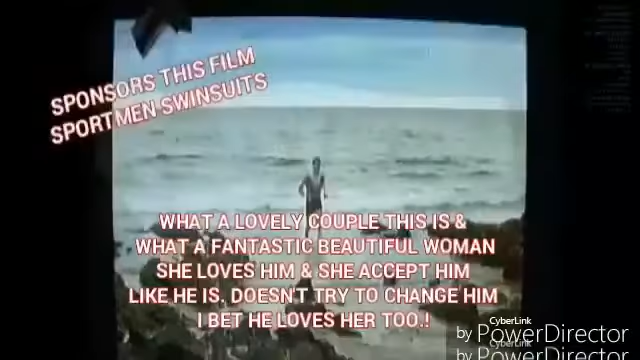 SPONSORS THIS FILM
SPORTMEN SWINSUITS
WHAT A LOVELY COUPLE THIS IS &
WHAT A FANTASTIC BEAUTIFUL WOMAN
SHE LOVES HIM & SHE ACCEPT HIM
LIKE HE IS. DOESN'T TRY TO CHANGE HIM
I BET HE LOVES HER TOO.!
CyberLink
by PowerDirector
CyberLink
by PowerDirector